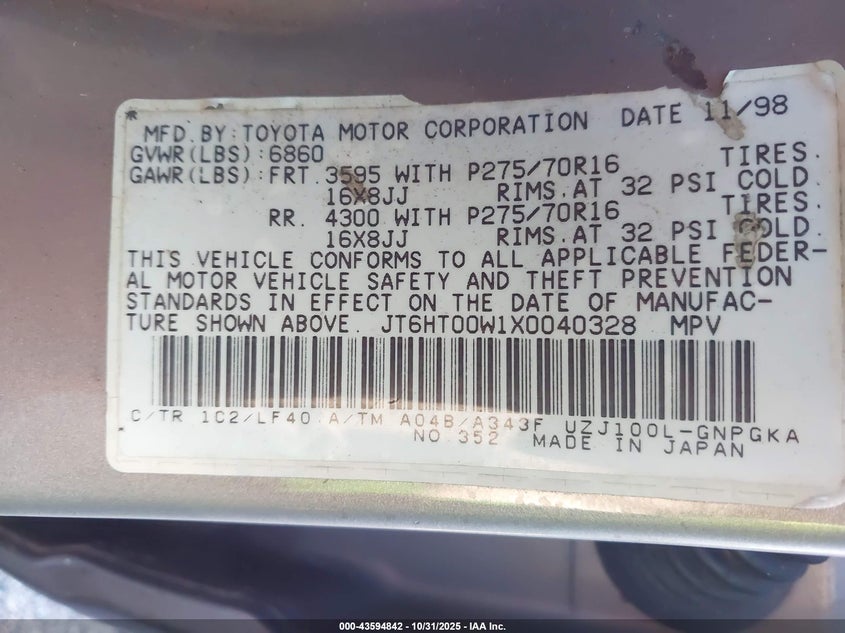 MFD.BY:TOYOTA MOTOR CORPORATION DATE 11/98
GVWR(LBS):6860
GAWR(LBS):FRT. 3595 WITH P275/70R16 TIRES.
16X8JJ RIMS.AT 32 PSI COLD.
RR. 4300 WITH P275/70R16 TIRES.
16X8JJ RIMS.AT 32 PSI COLD.
THIS VEHICLE CONFORMS TO ALL APPLICABLE FEDER-
AL MOTOR VEHICLE SAFETY AND THEFT PREVENTION
STANDARDS IN EFFECT ON THE DATE OF MANUFAC-
TURE SHOWN ABOVE. JT6HT00W1X0040328 MPV
C/TR 1C2/LF40 A/TM A04B/A343F UZJ100L-GNPGKA
NO.352 MADE IN JAPAN
000-43594842 - 10/31/2025 - IAA Inc.